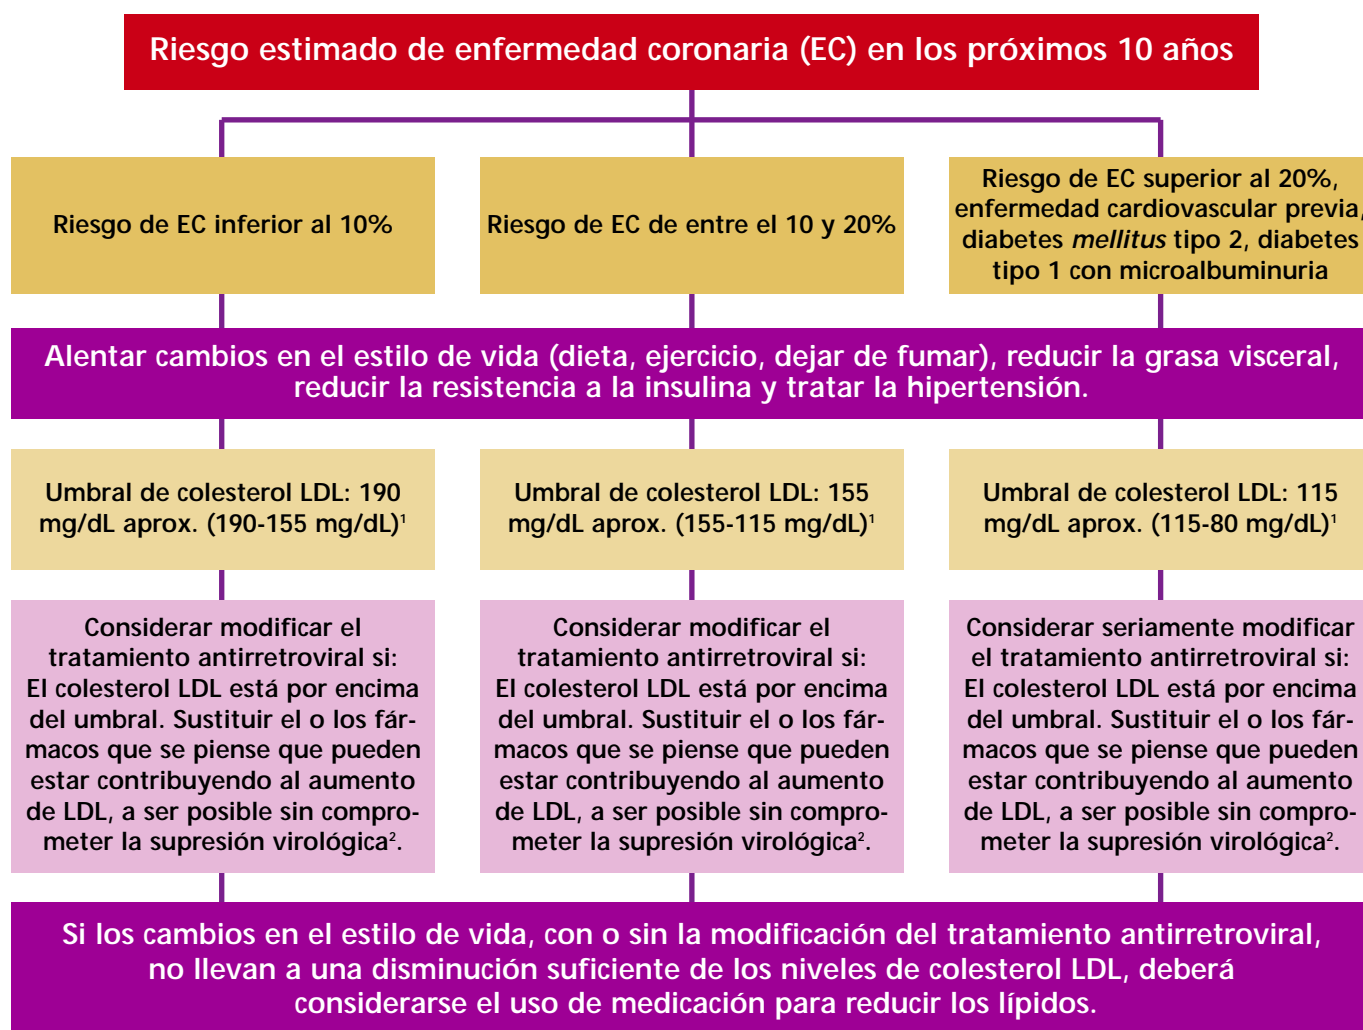 Riesgo estimado de enfermedad coronaria (EC) en los próximos 10 años
Riesgo de EC inferior al 10%
Riesgo de EC de entre el 10 y 20%
Riesgo de EC superior al 20%,
enfermedad cardiovascular previa,
diabetes mellitus tipo 2, diabetes
tipo 1 con microalbuminuria
Alentar cambios en el estilo de vida (dieta, ejercicio, dejar de fumar), reducir la grasa visceral,
reducir la resistencia a la insulina y tratar la hipertensión.
Umbral de colesterol LDL: 190
mg/dL aprox. (190-155 mg/dL)¹
Umbral de colesterol LDL: 155
mg/dL aprox. (155-115 mg/dL)¹
Umbral de colesterol LDL: 115
mg/dL aprox. (115-80 mg/dL)¹
Considerar modificar el
tratamiento antirretroviral si:
El colesterol LDL está por encima
del umbral. Sustituir el o los fár-
macos que se piense que pueden
estar contribuyendo al aumento
de LDL, a ser posible sin compro-
meter la supresión virológica².
Considerar modificar el
tratamiento antirretroviral si:
El colesterol LDL está por encima
del umbral. Sustituir el o los fár-
macos que se piense que pueden
estar contribuyendo al aumento
de LDL, a ser posible sin compro-
meter la supresión virológica².
Considerar seriamente modificar
el tratamiento antirretroviral si:
El colesterol LDL está por encima
del umbral. Sustituir el o los fár-
macos que se piense que pueden
estar contribuyendo al aumento
de LDL, a ser posible sin compro-
meter la supresión virológica².
Si los cambios en el estilo de vida, con o sin la modificación del tratamiento antirretroviral,
no llevan a una disminución suficiente de los niveles de colesterol LDL, deberá
considerarse el uso de medicación para reducir los lípidos.